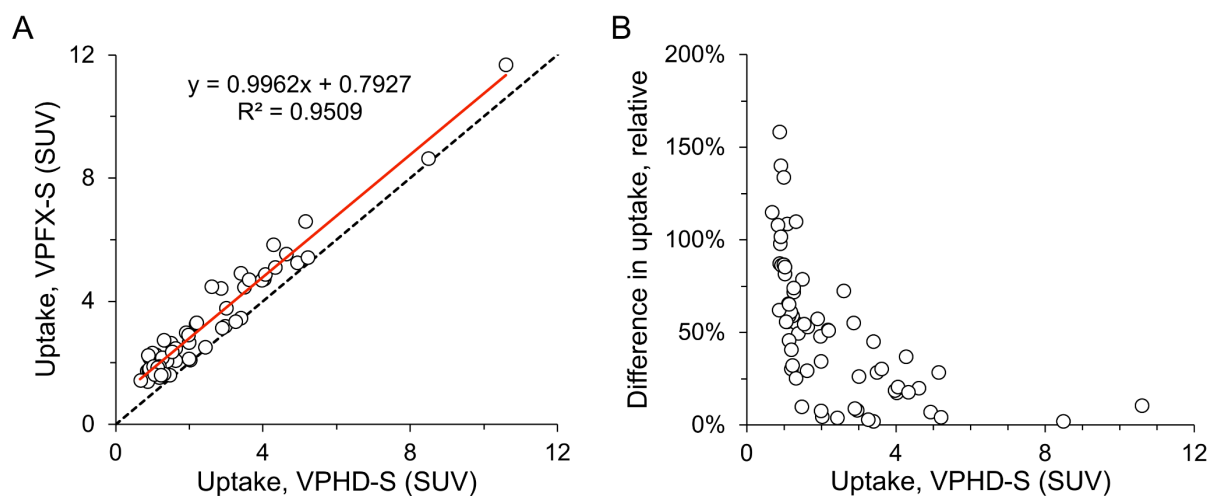 A
12
8
4
0
0
4
8
12
y = 0.9962x + 0.7927
R² = 0.9509
Uptake, VPFX-S (SUV)
Uptake, VPHD-S (SUV)
B
200%
150%
100%
50%
0%
0
4
8
12
Difference in uptake, relative
Uptake, VPHD-S (SUV)